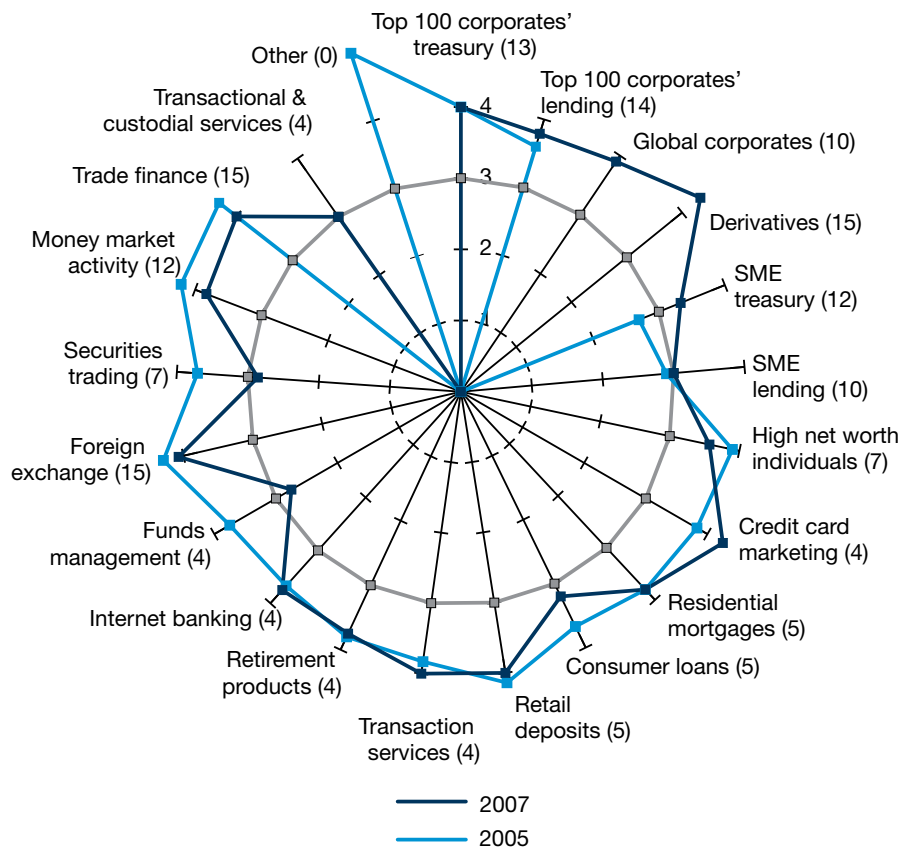 Top 100 corporates’
treasury (13)
Top 100 corporates’
lending (14)
Global corporates (10)
Derivatives (15)
SME
treasury (12)
SME
lending (10)
High net worth
individuals (7)
Credit card
marketing (4)
Residential
mortgages (5)
Consumer loans (5)
Retail
deposits (5)
Transaction
services (4)
Retirement
products (4)
Internet banking (4)
Funds
management (4)
Foreign
exchange (15)
Securities
trading (7)
Money market
activity (12)
Trade finance (15)
Transactional &
custodial services (4)
Other (0)
4
3
2
1
2007
2005